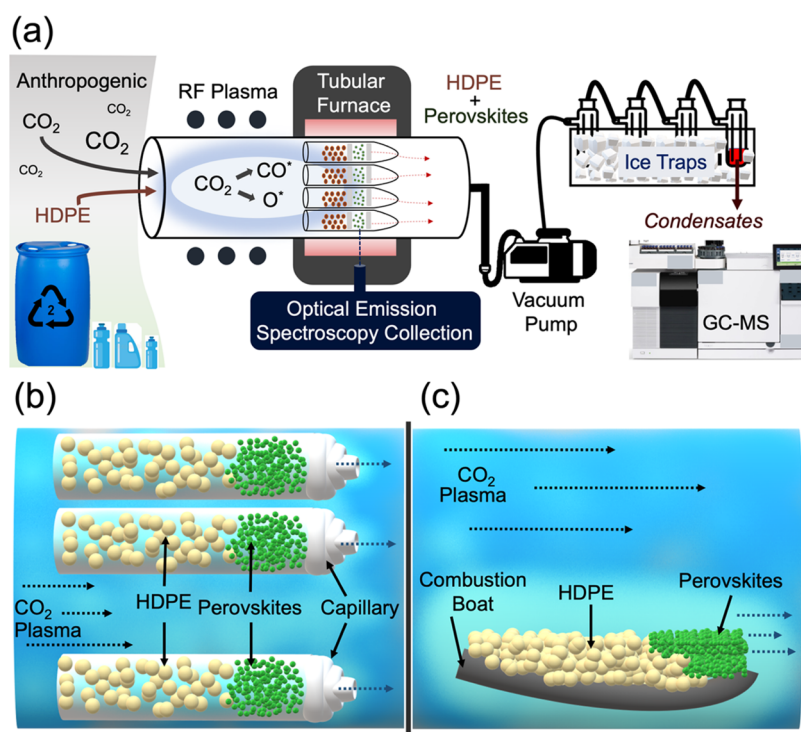 (a)
Anthropogenic
CO2
CO2
CO2
CO2
HDPE
2
RF Plasma
Tubular
Furnace
CO2
CO*
O*
HDPE
+
Perovskites
Optical Emission
Spectroscopy Collection
Vacuum
Pump
Ice Traps
Condensates
GC-MS
(b)
CO2
Plasma
HDPE
Perovskites
Capillary
(c)
CO2
Plasma
Combustion
Boat
HDPE
Perovskites